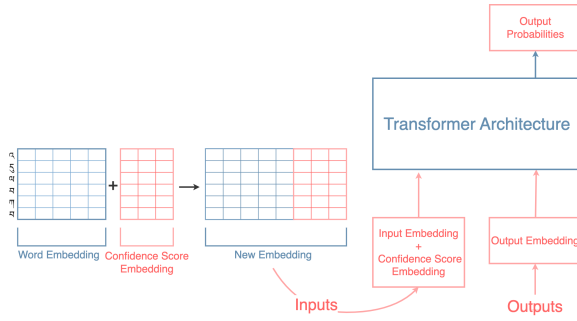 Output
Probabilities
Transformer Architecture
+
Word Embedding
Confidence Score
Embedding
New Embedding
Input Embedding
+
Confidence Score
Embedding
Output Embedding
Inputs
Outputs